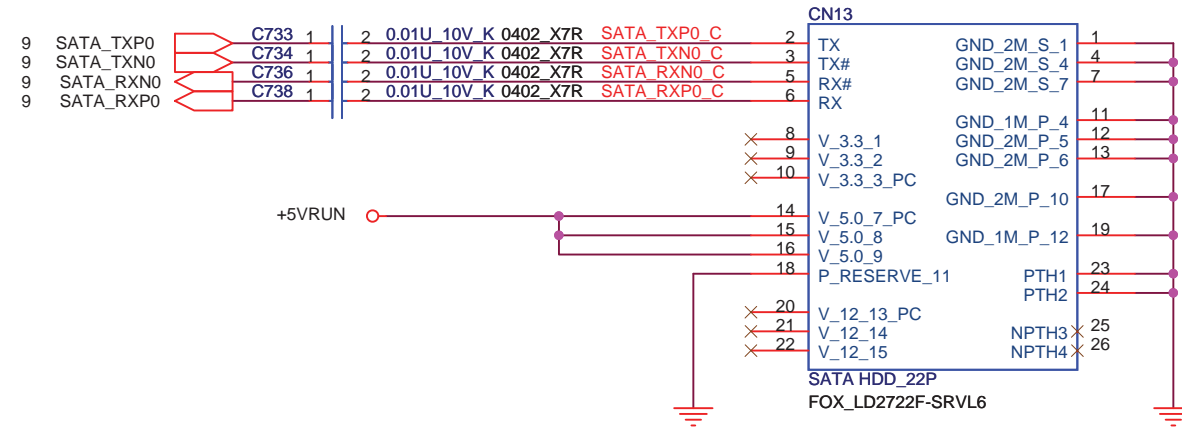 CN13
9 SATA_TXP0 C733 1 2 0.01U_10V_K 0402_X7R SATA_TXP0_C 2 TX GND_2M_S_1 1
9 SATA_TXN0 C734 1 2 0.01U_10V_K 0402_X7R SATA_TXN0_C 3 TX# GND_2M_S_4 4
9 SATA_RXN0 C736 1 2 0.01U_10V_K 0402_X7R SATA_RXN0_C 5 RX# GND_2M_S_7 7
9 SATA_RXP0 C738 1 2 0.01U_10V_K 0402_X7R SATA_RXP0_C 6 RX
GND_1M_P_4 11
8 V_3.3_1 GND_2M_P_5 12
9 V_3.3_2 GND_2M_P_6 13
10 V_3.3_3_PC
GND_2M_P_10 17
+5VRUN 14 V_5.0_7_PC
15 V_5.0_8 GND_1M_P_12 19
16 V_5.0_9
18 P_RESERVE_11 PTH1 23
PTH2 24
20 V_12_13_PC
21 V_12_14 NPTH3 25
22 V_12_15 NPTH4 26
SATA HDD_22P
FOX_LD2722F-SRVL6